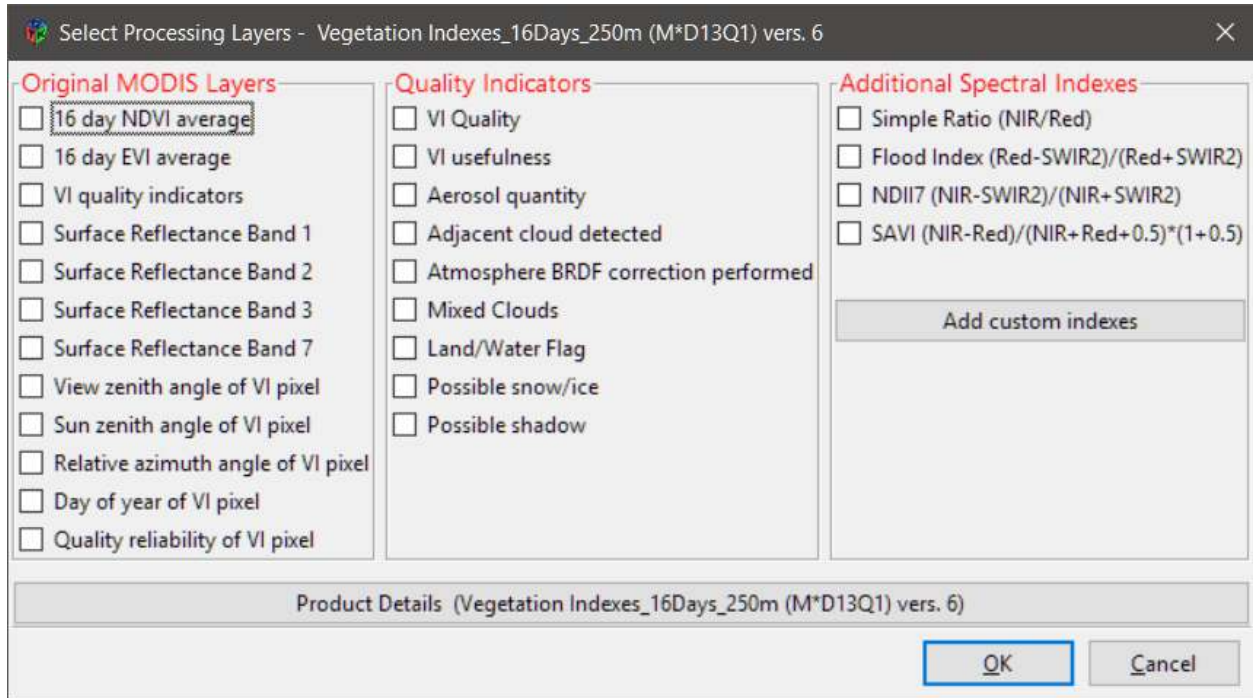 Select Processing Layers - Vegetation Indexes_16Days_250m (M*D13Q1) vers. 6
Original MODIS Layers
16 day NDVI average
16 day EVI average
VI quality indicators
Surface Reflectance Band 1
Surface Reflectance Band 2
Surface Reflectance Band 3
Surface Reflectance Band 7
View zenith angle of VI pixel
Sun zenith angle of VI pixel
Relative azimuth angle of VI pixel
Day of year of VI pixel
Quality reliability of VI pixel
Quality Indicators
VI Quality
VI usefulness
Aerosol quantity
Adjacent cloud detected
Atmosphere BRDF correction performed
Mixed Clouds
Land/Water Flag
Possible snow/ice
Possible shadow
Additional Spectral Indexes
Simple Ratio (NIR/Red)
Flood Index (Red-SWIR2)/(Red+SWIR2)
NDII7 (NIR-SWIR2)/(NIR+SWIR2)
SAVI (NIR-Red)/(NIR+Red+0.5)*(1+0.5)
Add custom indexes
Product Details (Vegetation Indexes_16Days_250m (M*D13Q1) vers. 6)
OK
Cancel